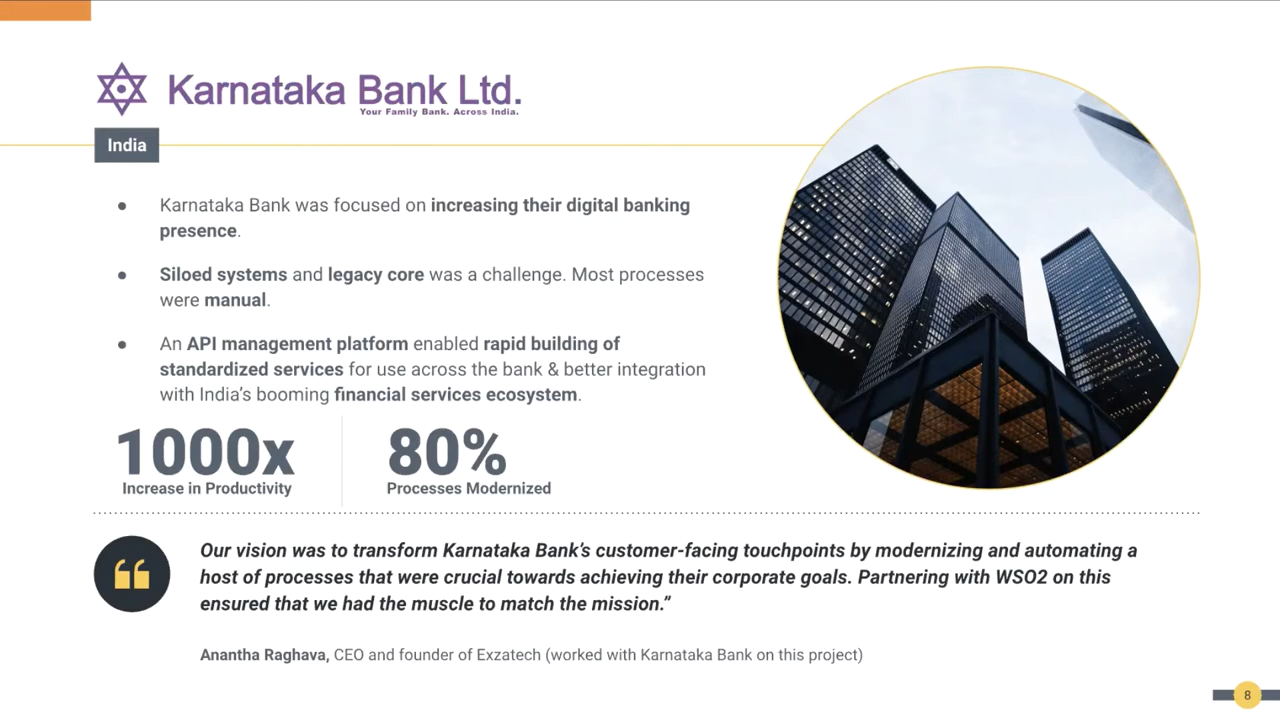 Karnataka Bank Ltd.
Your Family Bank. Across India.
India
● Karnataka Bank was focused on increasing their digital banking
presence.
● Siloed systems and legacy core was a challenge. Most processes
were manual.
● An API management platform enabled rapid building of
standardized services for use across the bank & better integration
with India’s booming financial services ecosystem.
1000x
Increase in Productivity
80%
Processes Modernized
Our vision was to transform Karnataka Bank’s customer-facing touchpoints by modernizing and automating a
host of processes that were crucial towards achieving their corporate goals. Partnering with WSO2 on this
ensured that we had the muscle to match the mission.”
Anantha Raghava, CEO and founder of Exzatech (worked with Karnataka Bank on this project)
8